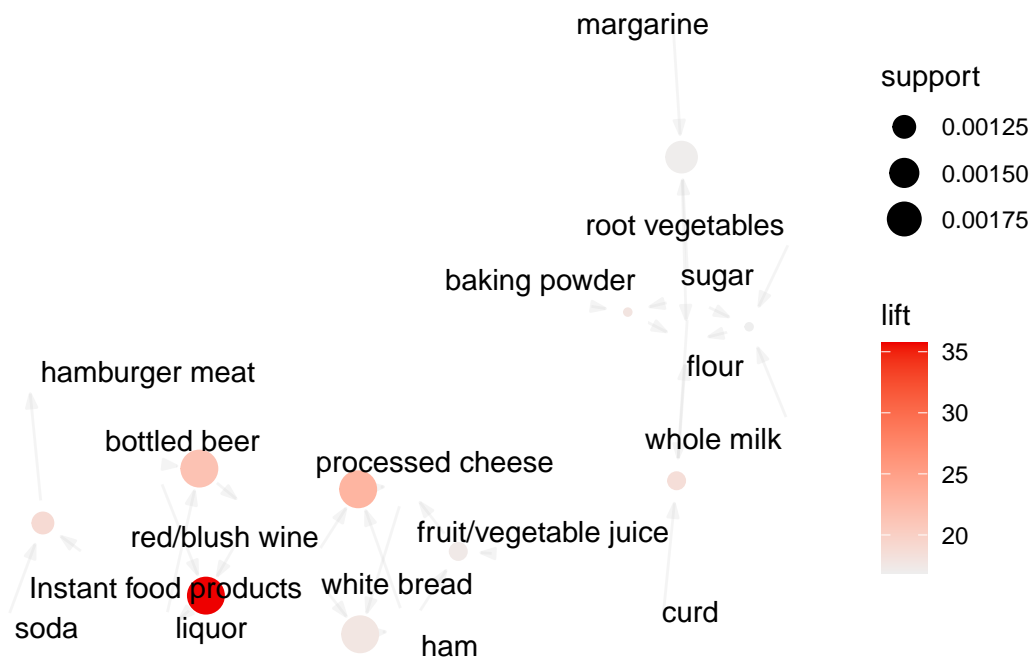 margarine
support
0.00125
0.00150
0.00175
root vegetables
baking powder
sugar
lift
35
30
25
20
flour
hamburger meat
bottled beer
whole milk
processed cheese
red/blush wine
fruit/vegetable juice
Instant food products
white bread
soda
liquor
ham
curd